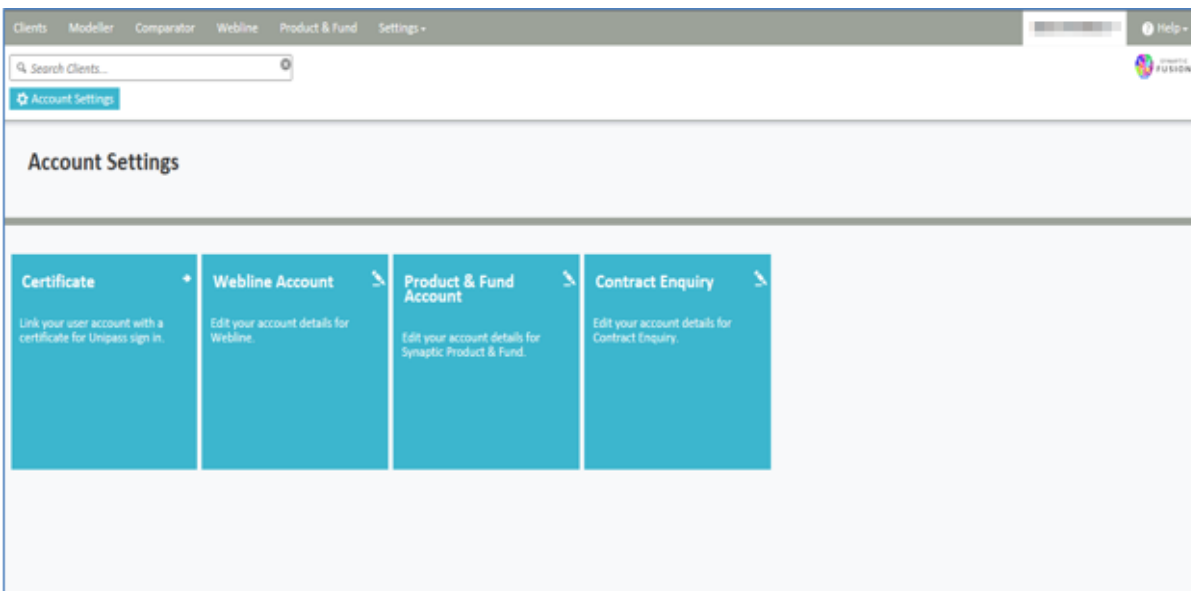 Clients Modeller Comparator Webline Product & Fund Settings Help
Search Clients...
SYNAPTIC
FUSION
Account Settings
Account Settings
Certificate
Link your user account with a
certificate for Unipass sign in.
Webline Account
Edit your account details for
Webline.
Product & Fund
Account
Edit your account details for
Synaptic Product & Fund.
Contract Enquiry
Edit your account details for
Contract Enquiry.